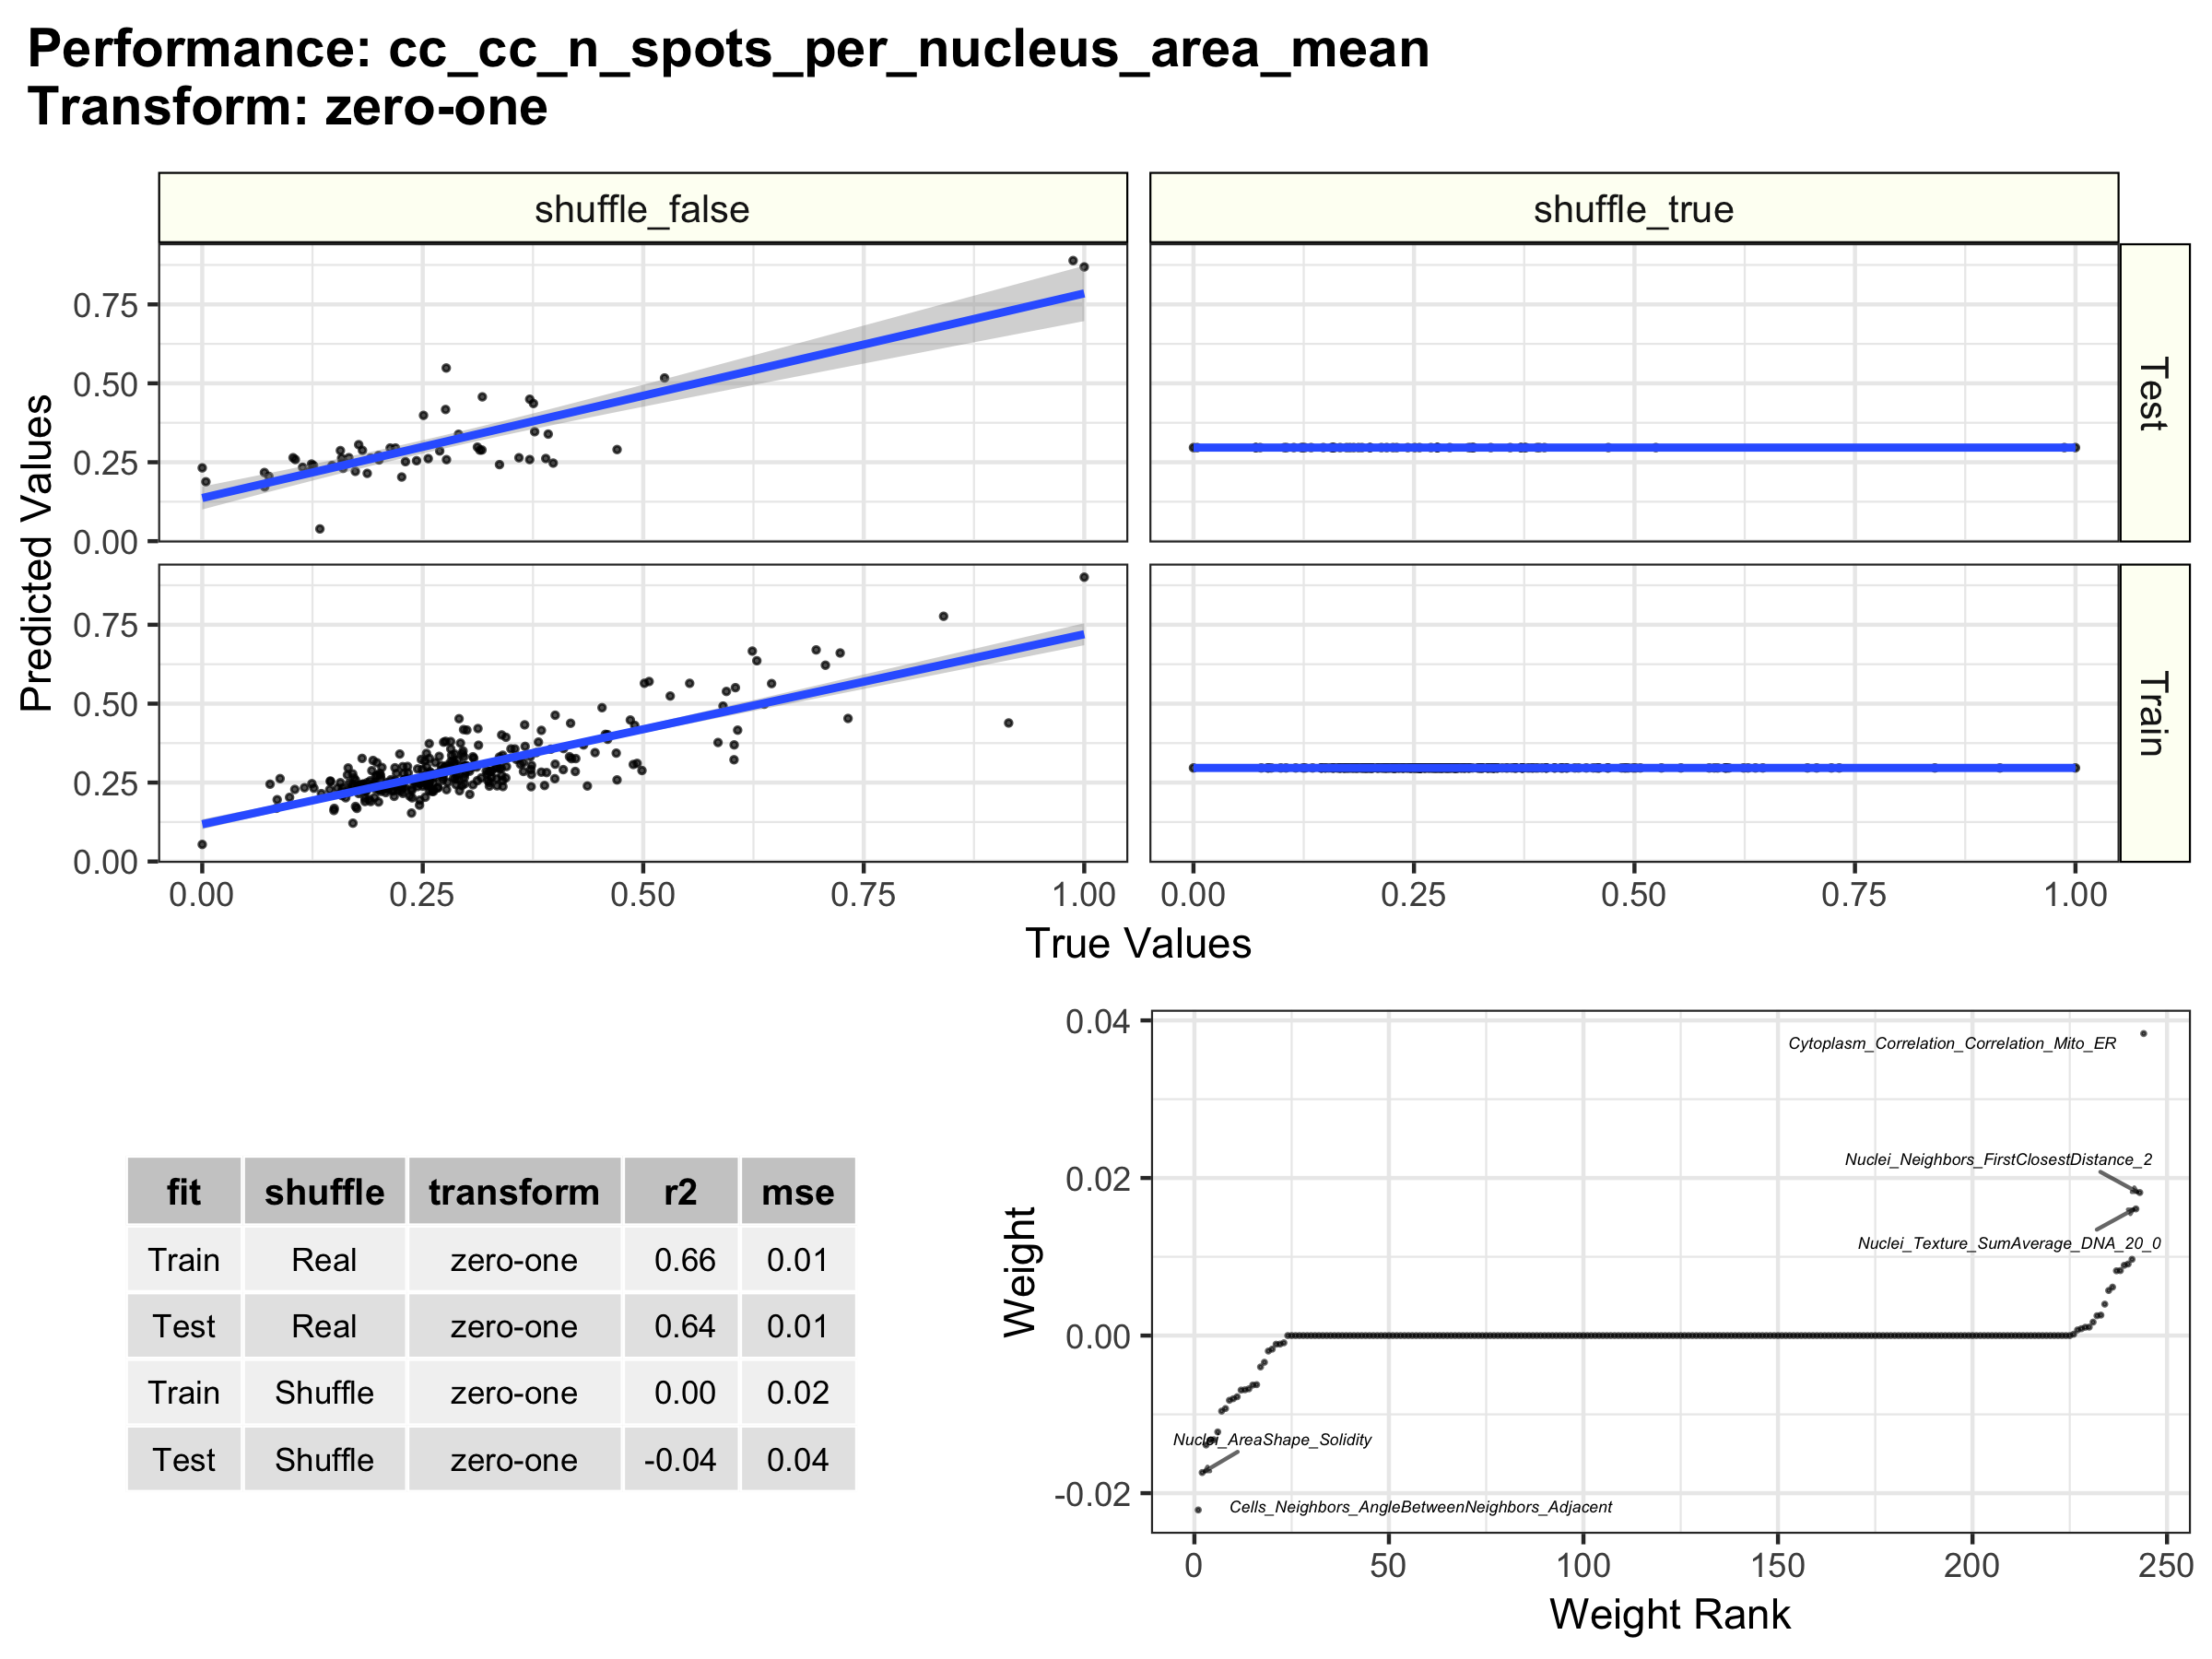 Performance: cc_cc_n_spots_per_nucleus_area_mean
Transform: zero-one
shuffle_false
shuffle_true
0.75
0.50
0.25
0.00
Test
Predicted Values
0.75
0.50
0.25
0.00
Train
0.00 0.25 0.50 0.75 1.00
0.00 0.25 0.50 0.75 1.00
True Values
fit shuffle transform r2 mse
Train Real zero-one 0.66 0.01
Test Real zero-one 0.64 0.01
Train Shuffle zero-one 0.00 0.02
Test Shuffle zero-one -0.04 0.04
Weight
0.04
0.02
0.00
-0.02
Cytoplasm_Correlation_Correlation_Mito_ER
Nuclei_Neighbors_FirstClosestDistance_2
Nuclei_Texture_SumAverage_DNA_20_0
Nuclei_AreaShape_Solidity
Cells_Neighbors_AngleBetweenNeighbors_Adjacent
0 50 100 150 200 250
Weight Rank